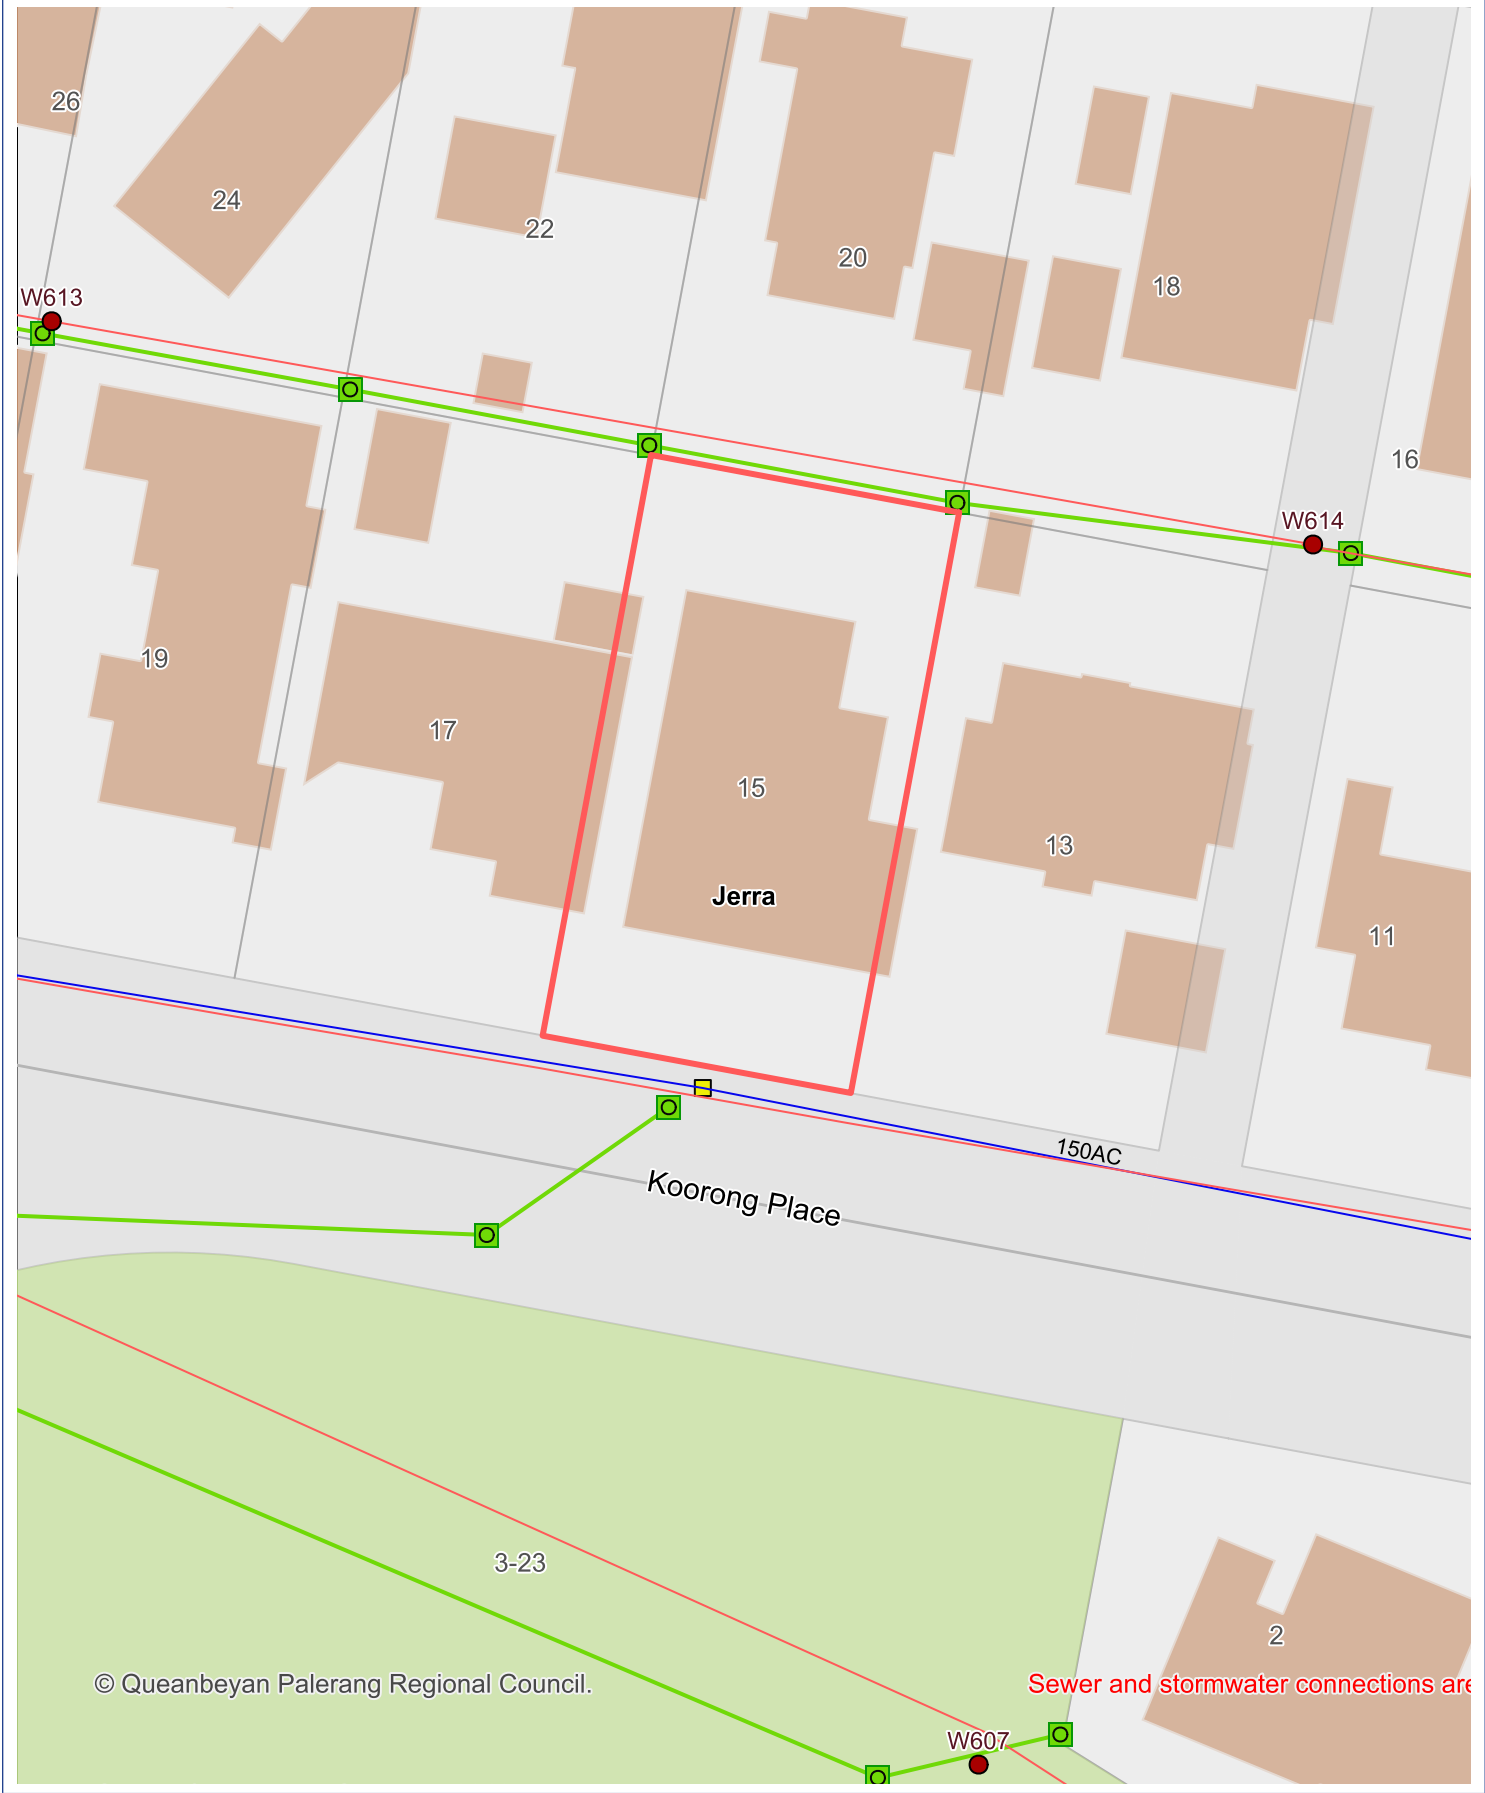 26
24
22
20
18
W613
16
W614
19
17
15
13
Jerra
11
150AC
Koorong Place
3-23
2
© Queanbeyan Palerang Regional Council.
Sewer and stormwater connections are
W607